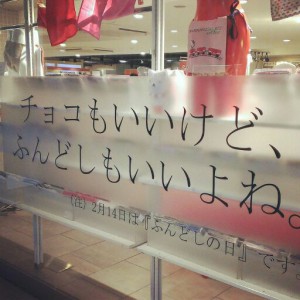 チョコもいいけど、
ふんどしもいいよね。
(注) 2月14日は『ふんどしの日』です